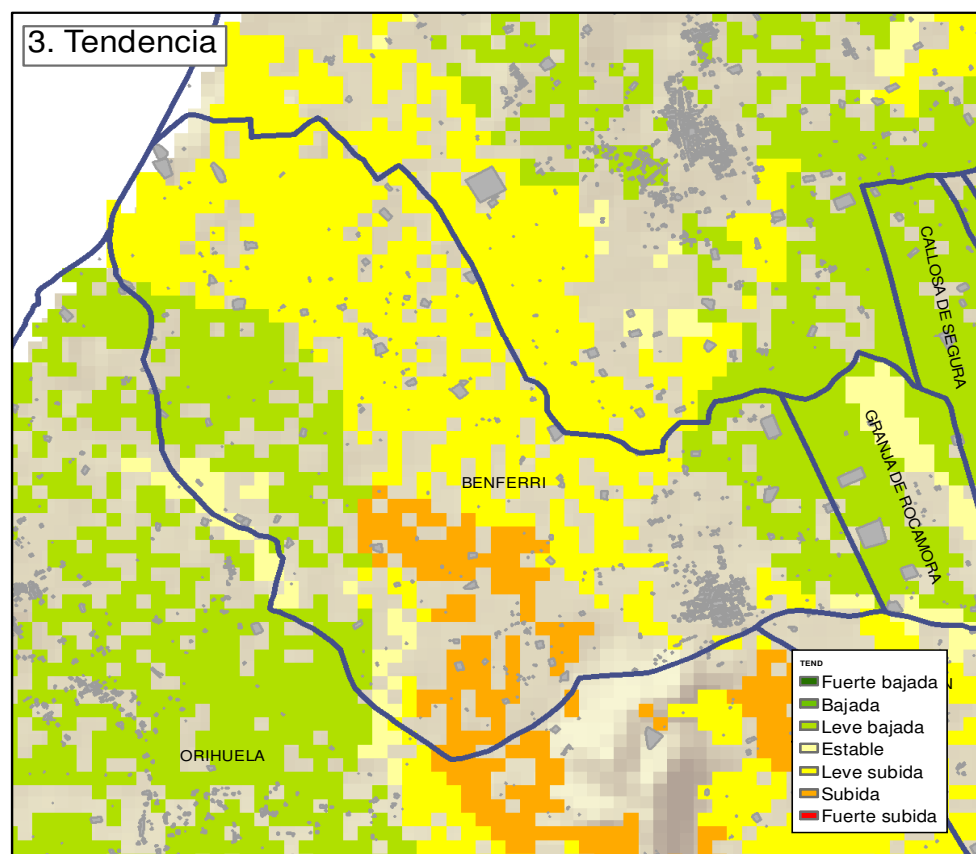 3. Tendencia
CALLOSA DE SEGURA
GRANJA DE ROCAMORA
BENFERRI
ORIHUELA
TEND
Fuerte bajada
Bajada
Leve bajada
Estable
Leve subida
Subida
Fuerte subida
N